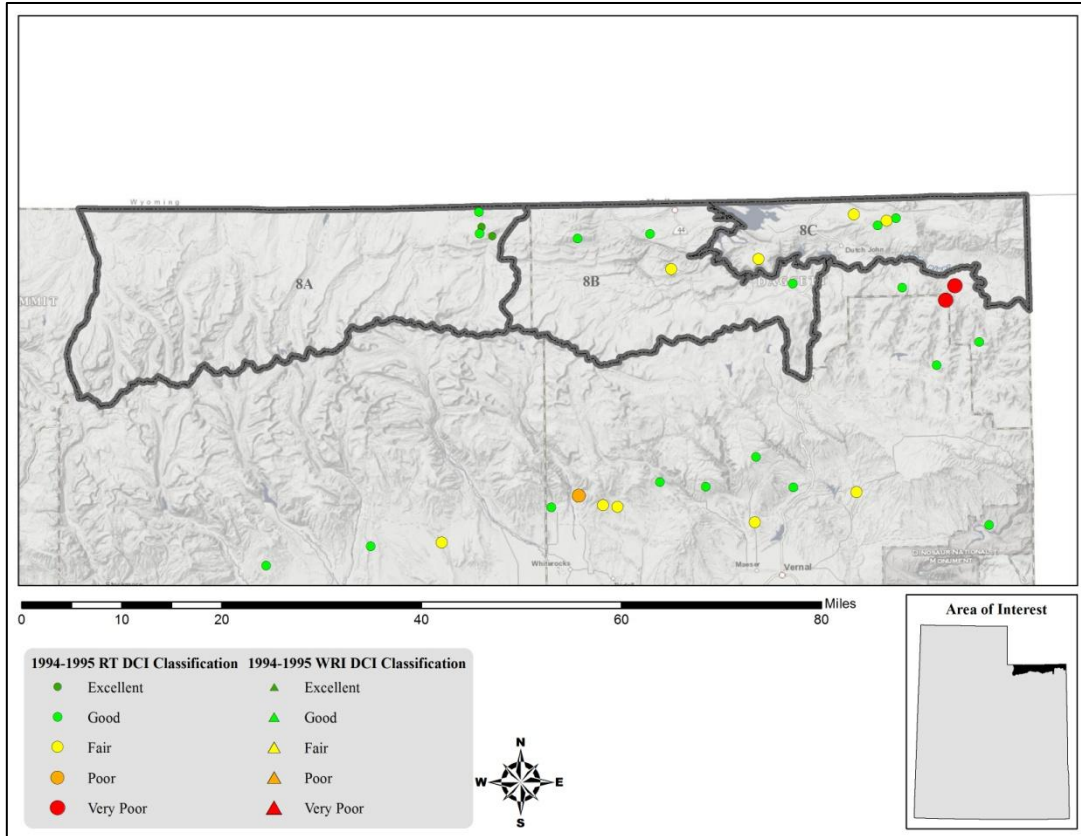 Wyoming
44
8C
Dutch John
8A
8B
DAGGETT
Whiterocks
Maeser
Vernal
DINOSAUR NATIONAL
MONUMENT
Miles
0 10 20 40 60 80
Area of Interest
1994-1995 RT DCI Classification 1994-1995 WRI DCI Classification
Excellent Excellent
Good Good
Fair Fair
Poor Poor
Very Poor Very Poor
N
W E
S